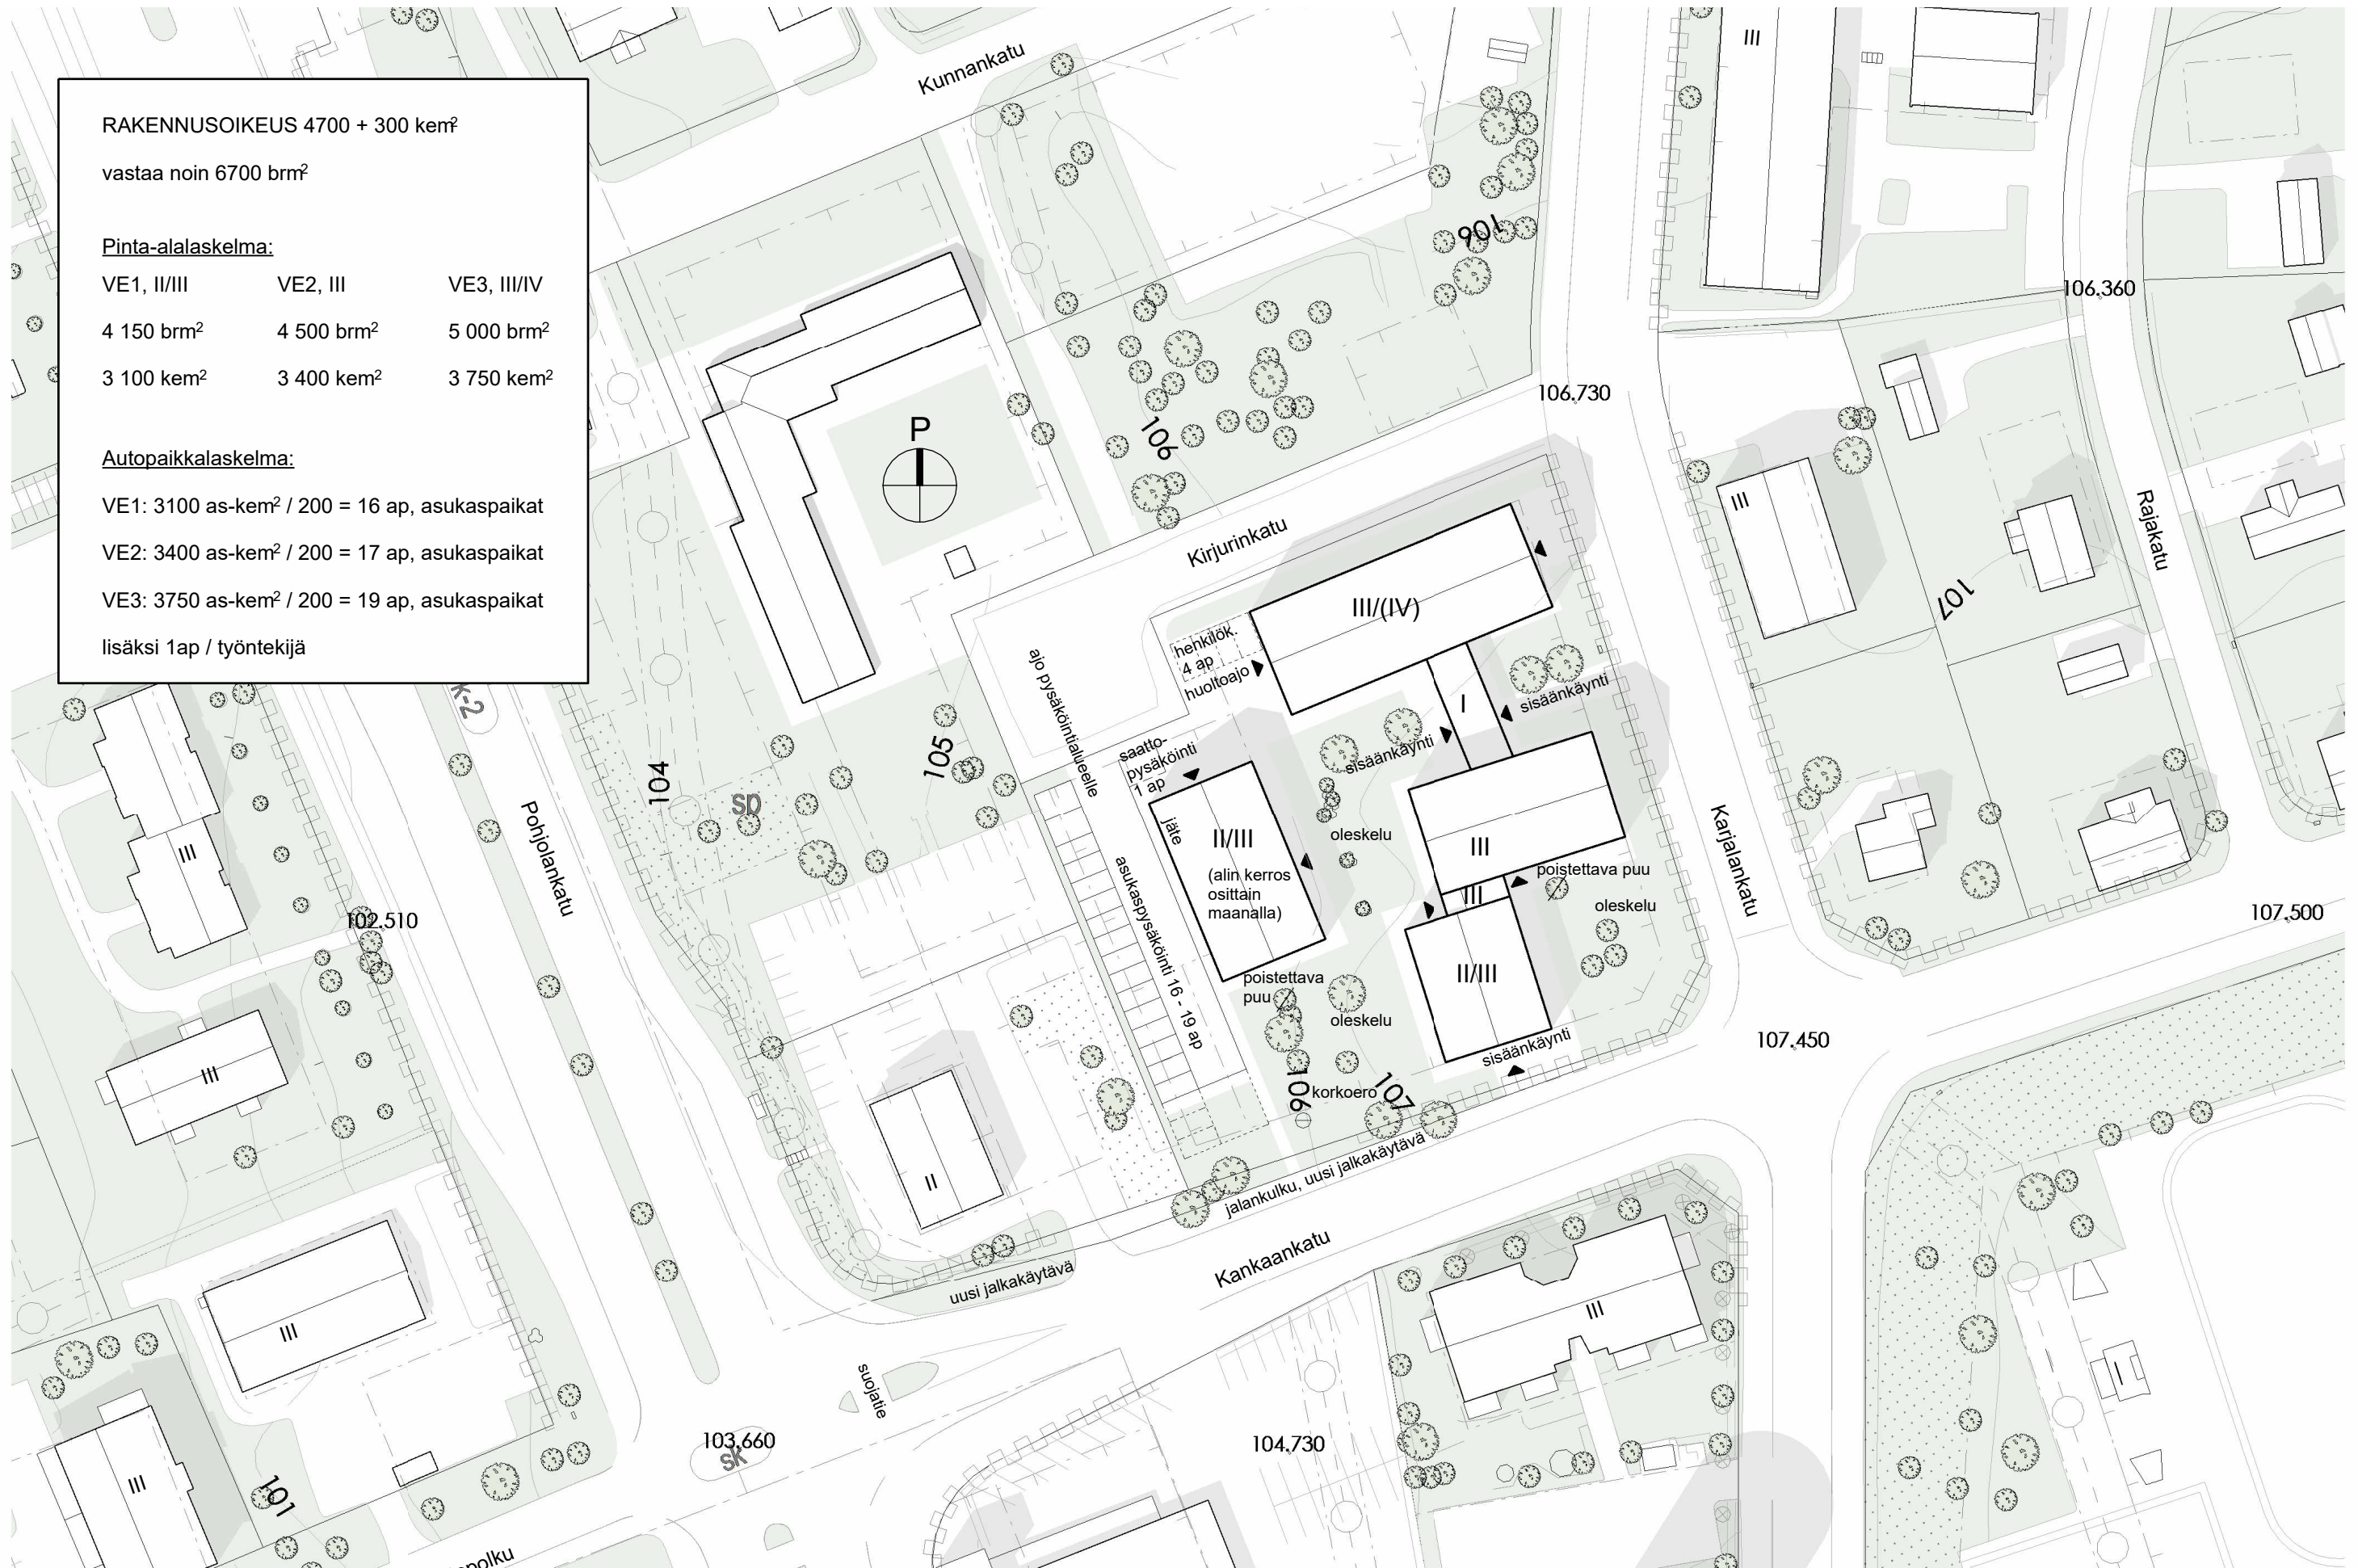 RAKENNUSOIKEUS 4700 + 300 kem²
vastaa noin 6700 brm²
Pinta-alalaskelma:
VE1, II/III VE2, III VE3, III/IV
4 150 brm² 4 500 brm² 5 000 brm²
3 100 kem² 3 400 kem² 3 750 kem²
Autopaikkalaskelma:
VE1: 3100 as-kem² / 200 = 16 ap, asukaspaikat
VE2: 3400 as-kem² / 200 = 17 ap, asukaspaikat
VE3: 3750 as-kem² / 200 = 19 ap, asukaspaikat
lisäksi 1ap / työntekijä
Kunnankatu
III
106
106.360
106.730
P
106
Kirjurinkatu
III
Rajakatu
107
III/(IV)
henkilök.
4 ap
huoltoajo
ajo pysäköintialueelle
I
sisäänkäynti
sisäänkäynti
saatto-
pysäköinti
1 ap
jäte
k-2
104
105
sp
Pohjolankatu
II/III
(alin kerros
osittain
maanalla)
oleskelu
III
poistettava puu
III
oleskelu
Karjalankatu
asukaspysäköinti 16 - 19 ap
III
102.510
107.500
poistettava
puu
oleskelu
II/III
sisäänkäynti
107.450
III
106
korkoero
107
II
jalankulku, uusi jalkakäytävä
Kankaankatu
uusi jalkakäytävä
III
III
suojatie
103.660
sk
104.730
III
101
I
polku